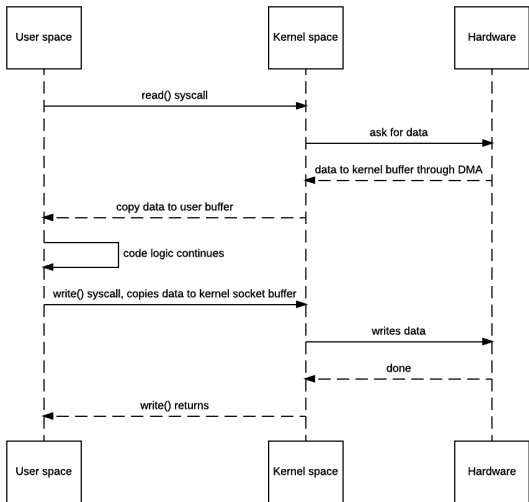 User space
Kernel space
Hardware
read() syscall
ask for data
data to kernel buffer through DMA
copy data to user buffer
code logic continues
write() syscall, copies data to kernel socket buffer
writes data
done
write() returns
User space
Kernel space
Hardware